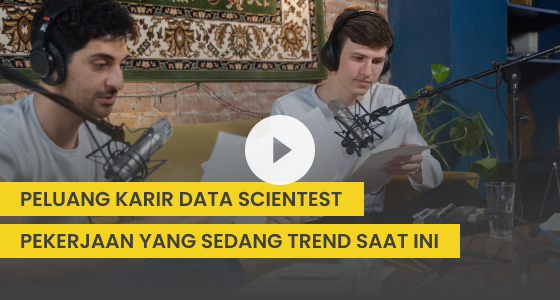 PELUANG KARIR DATA SCIENTEST
PEKERJAAN YANG SEDANG TREND SAAT INI